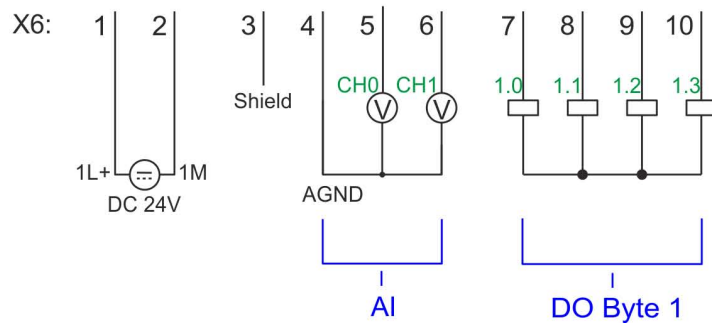 X6: 1 2 3 4 5 6 7 8 9 10
CH0 CH1 1.0 1.1 1.2 1.3
Shield
V V
1L+ 1M
DC 24V
AGND
AI DO Byte 1